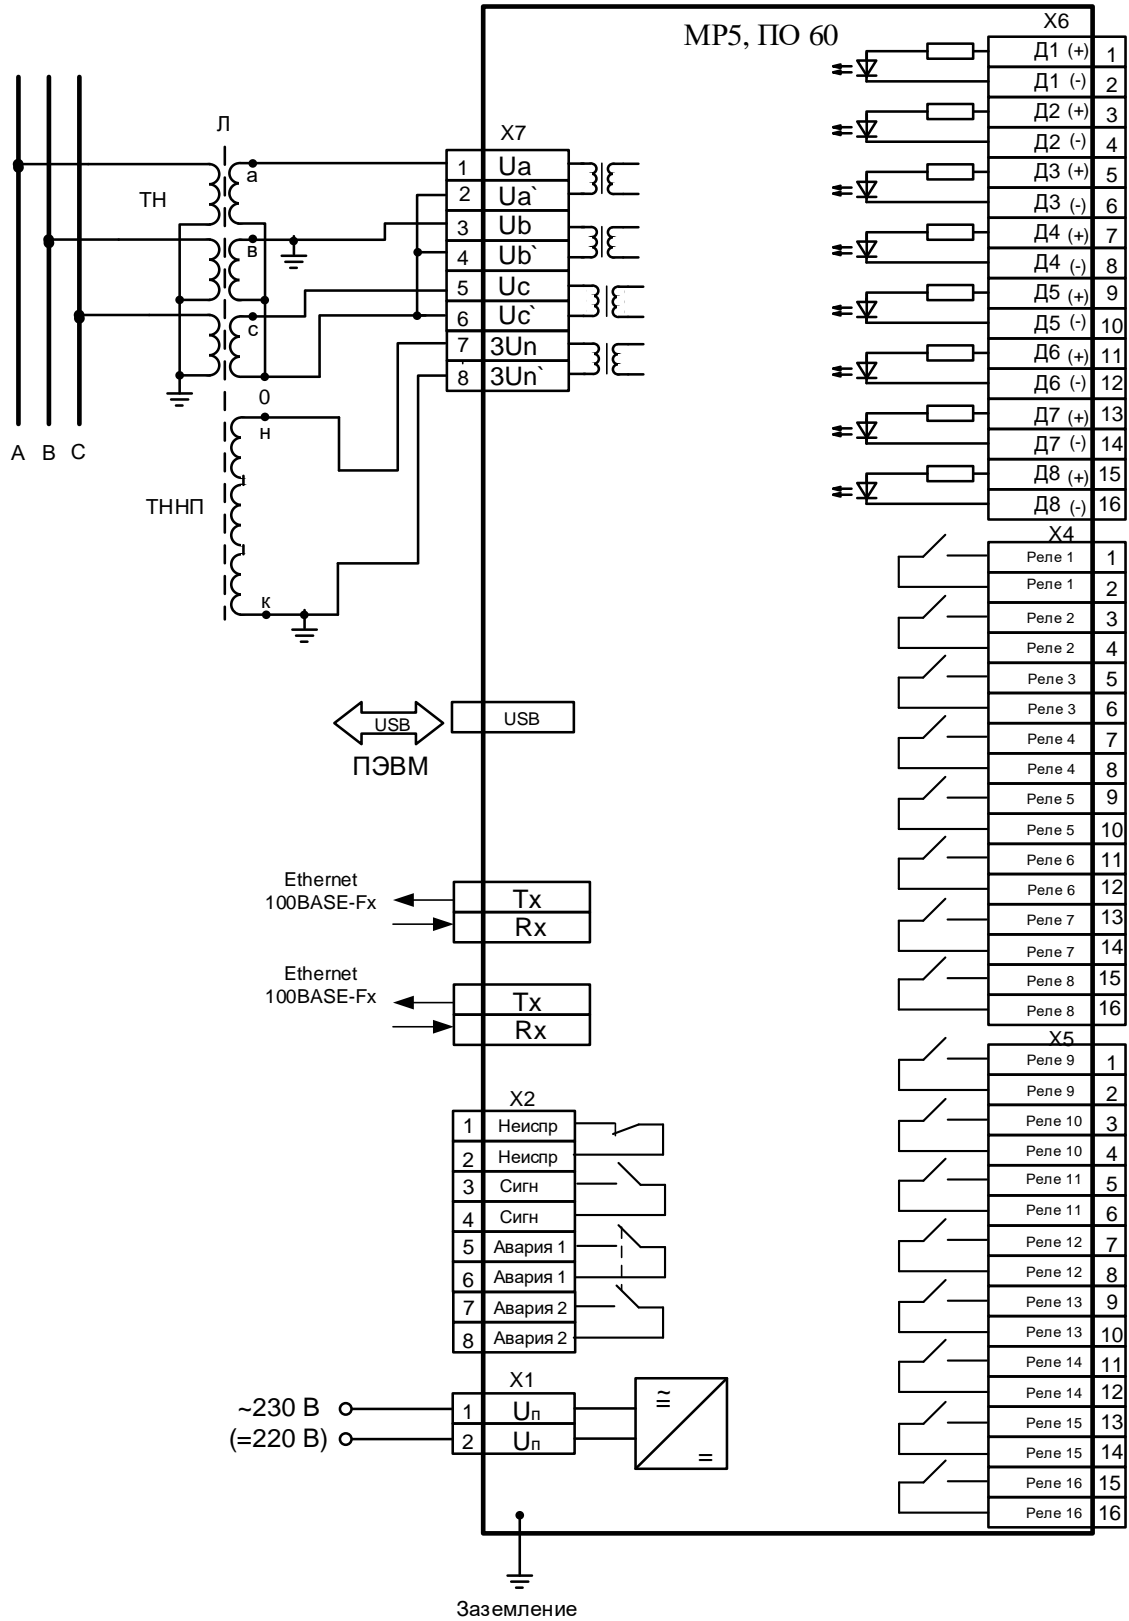 МР5, ПО 60
Л
ТН
а
в
с
0
н
к
ТННП
А В С
X7
1 Ua
2 Ua`
3 Ub
4 Ub`
5 Uc
6 Uc`
7 3Un
8 3Un`
USB
USB
ПЭВМ
Ethernet
100BASE-Fx
Tx
Rx
Ethernet
100BASE-Fx
Tx
Rx
X2
1 Неиспр
2 Неиспр
3 Сигн
4 Сигн
5 Авария 1
6 Авария 1
7 Авария 2
8 Авария 2
X1
~230 В 1 Uп
(=220 В) 2 Uп
≃
=
Заземление
X6
Д1 (+) 1
Д1 (-) 2
Д2 (+) 3
Д2 (-) 4
Д3 (+) 5
Д3 (-) 6
Д4 (+) 7
Д4 (-) 8
Д5 (+) 9
Д5 (-) 10
Д6 (+) 11
Д6 (-) 12
Д7 (+) 13
Д7 (-) 14
Д8 (+) 15
Д8 (-) 16
X4
Реле 1 1
Реле 1 2
Реле 2 3
Реле 2 4
Реле 3 5
Реле 3 6
Реле 4 7
Реле 4 8
Реле 5 9
Реле 5 10
Реле 6 11
Реле 6 12
Реле 7 13
Реле 7 14
Реле 8 15
Реле 8 16
X5
Реле 9 1
Реле 9 2
Реле 10 3
Реле 10 4
Реле 11 5
Реле 11 6
Реле 12 7
Реле 12 8
Реле 13 9
Реле 13 10
Реле 14 11
Реле 14 12
Реле 15 13
Реле 15 14
Реле 16 15
Реле 16 16